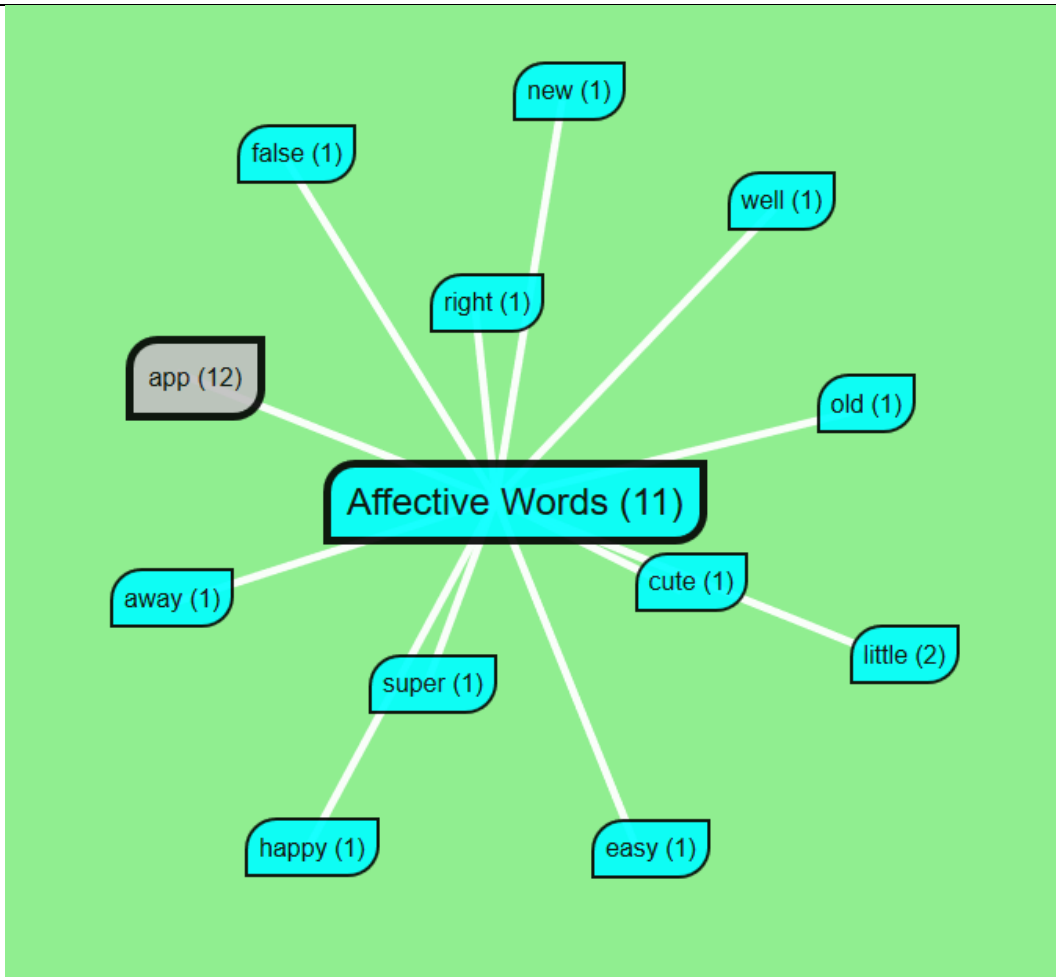 new (1)
false (1)
well (1)
right (1)
app (12)
old (1)
Affective Words (11)
cute (1)
away (1)
little (2)
super (1)
happy (1)
easy (1)